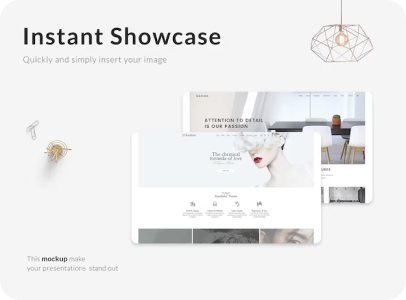 Instant Showcase
Quickly and simply insert your image
ATTENTION TO DETAIL
IS OUR PASSION
The chemical
formula of love
This mockup make
your presentations stand out